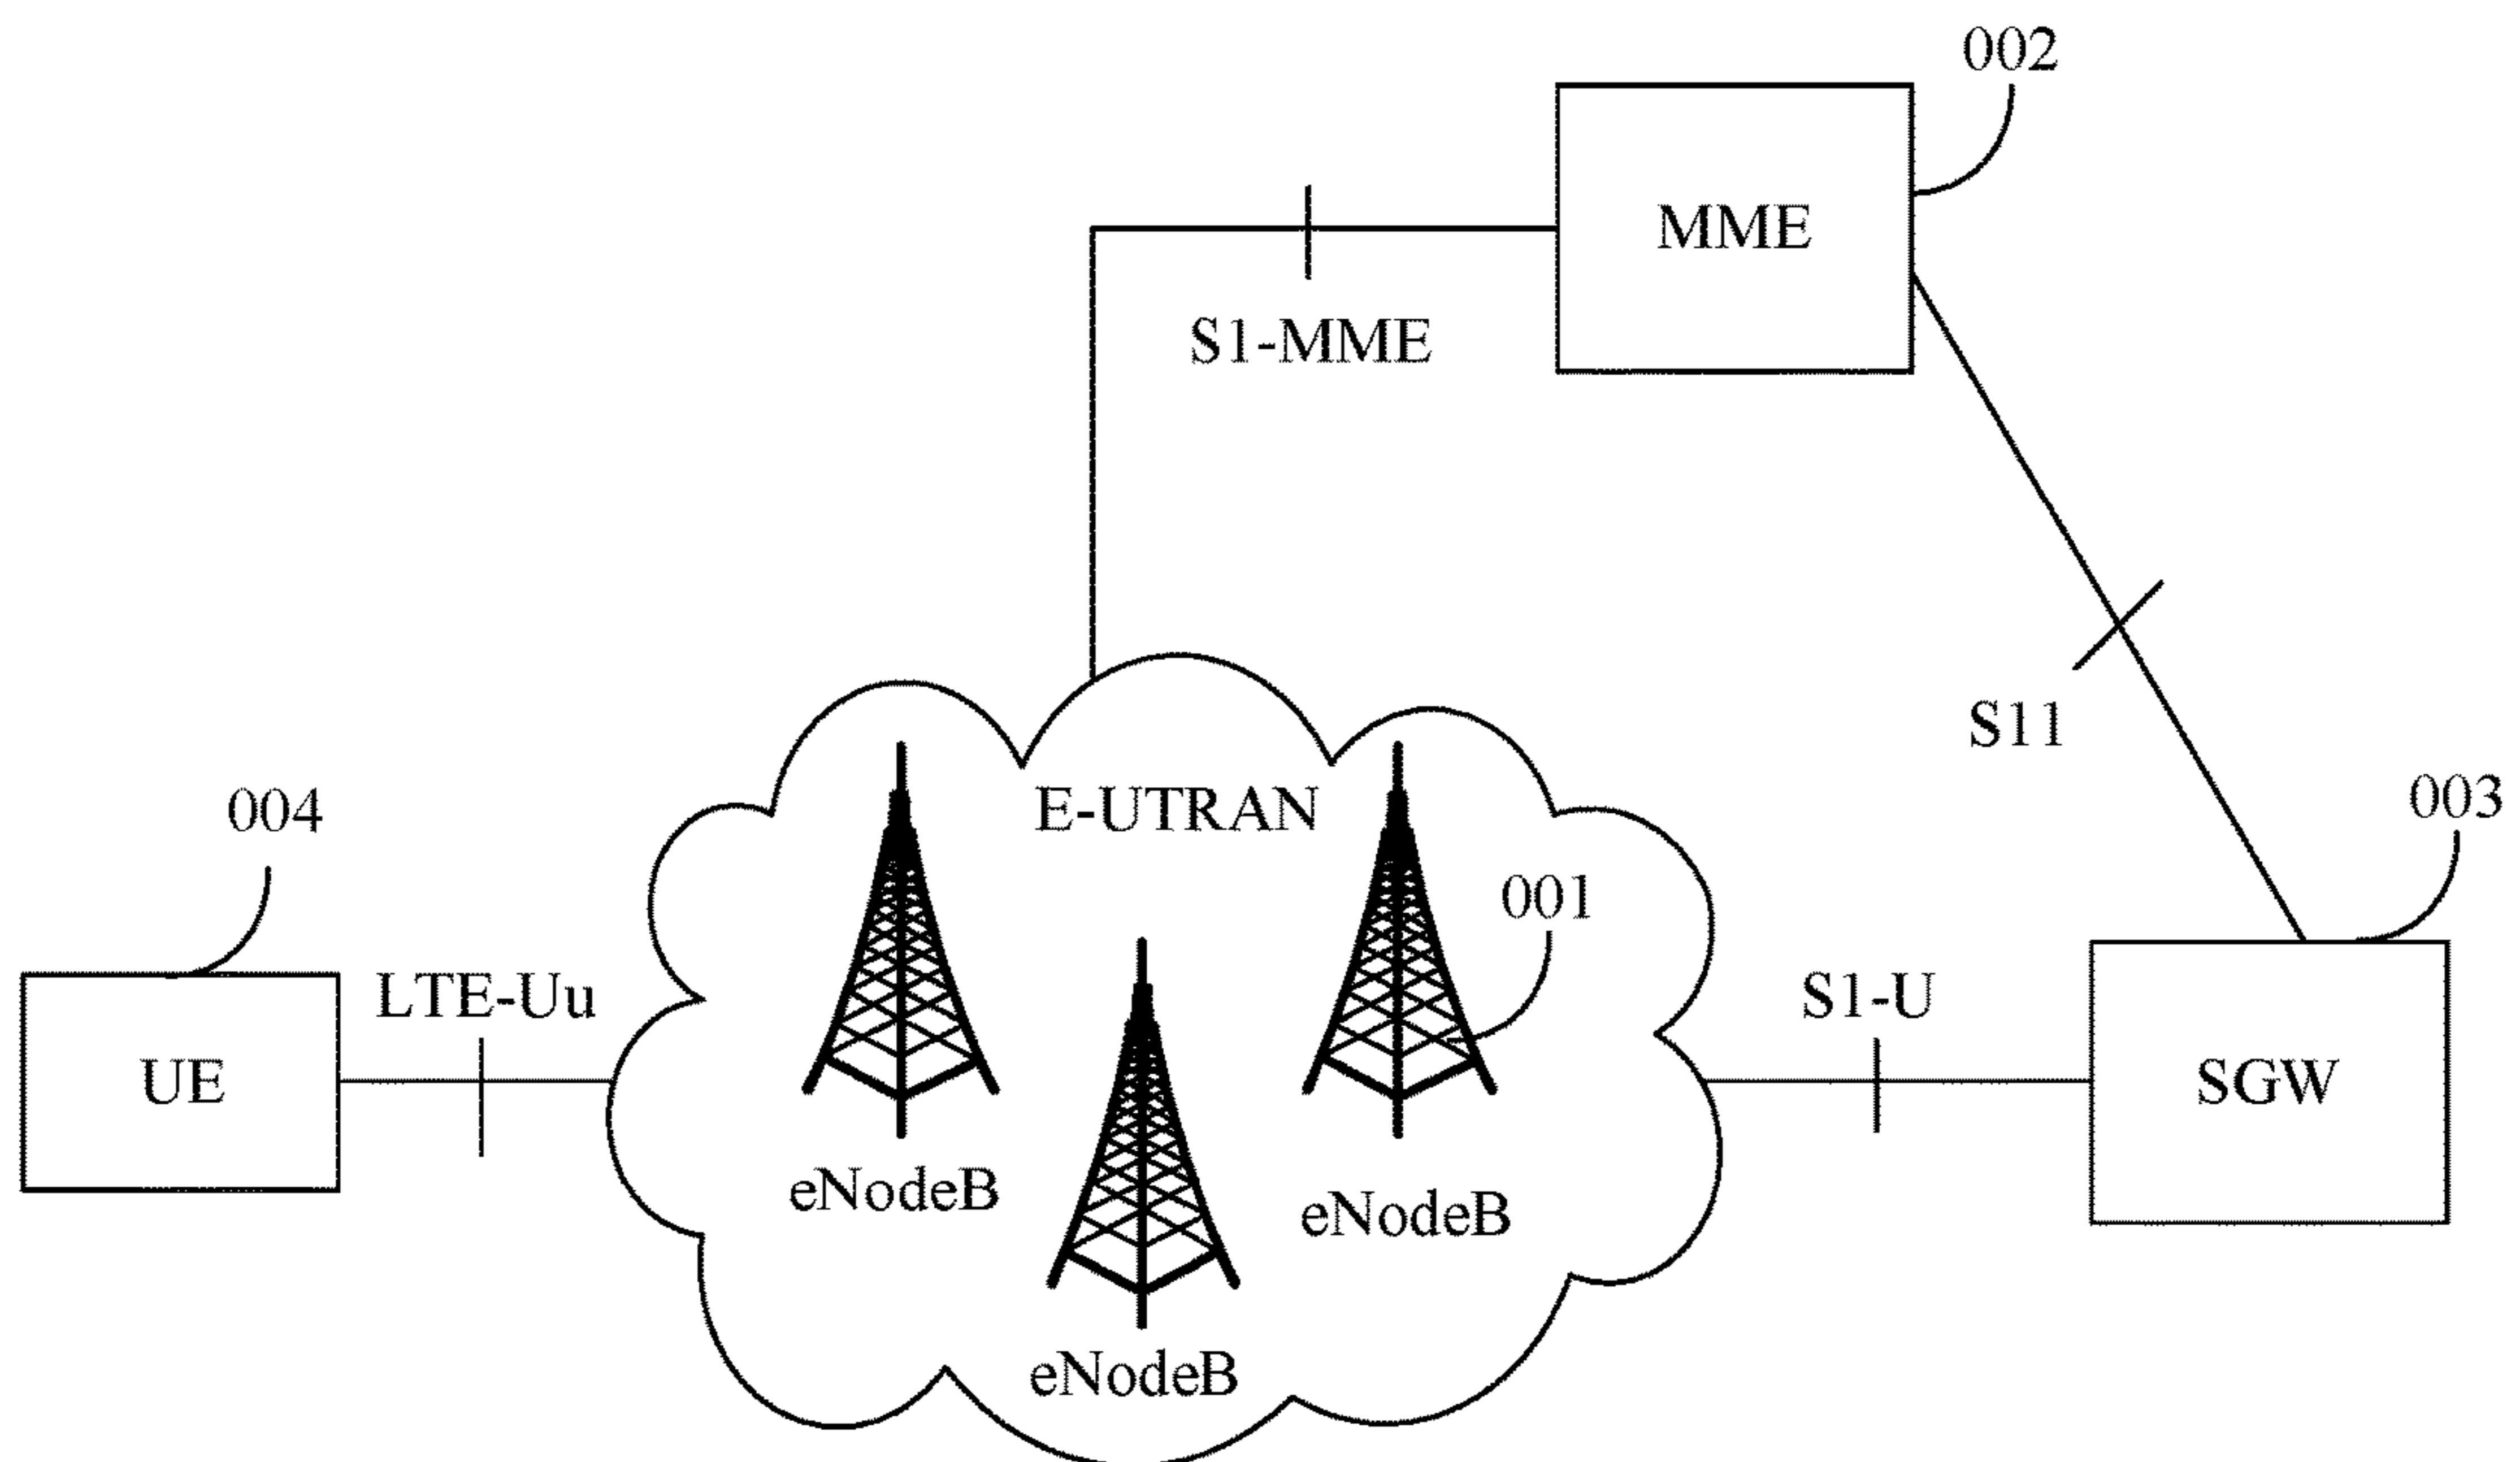 002
MME
S1-MME
S11
003
004
E-UTRAN
001
LTE-Uu
S1-U
UE
SGW
eNodeB
eNodeB
eNodeB